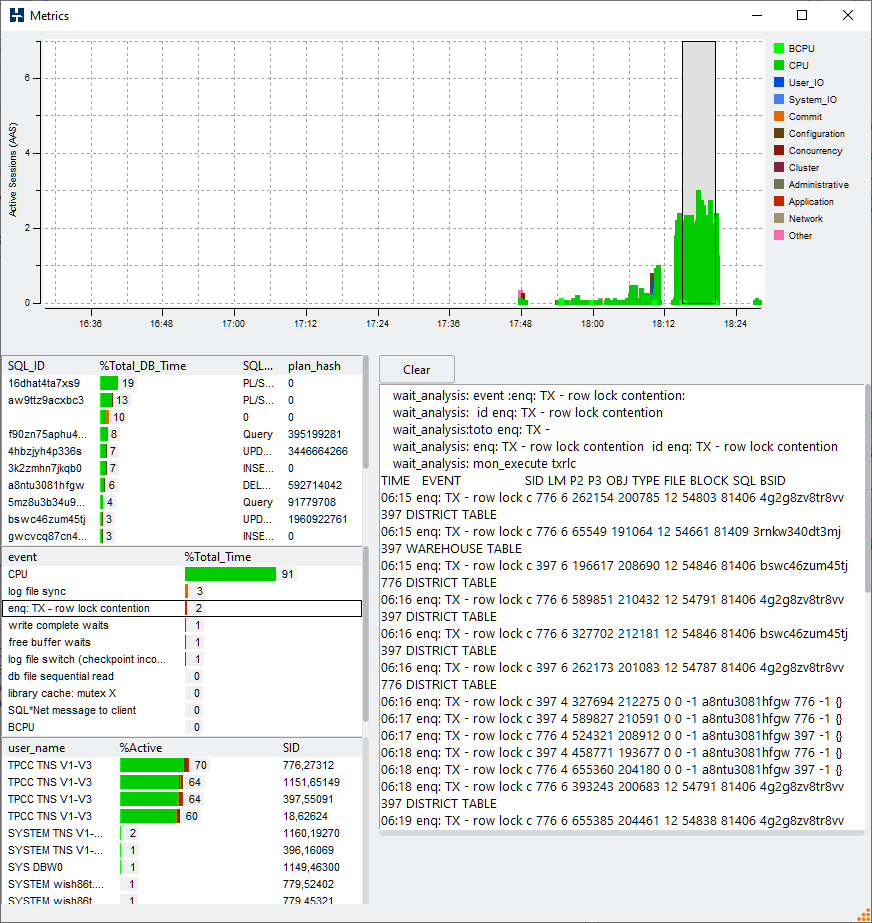 Metrics
Active Sessions (AAS)
6
4
2
0
16:36 16:48 17:00 17:12 17:24 17:36 17:48 18:00 18:12 18:24
BCPU
CPU
User_IO
System_IO
Commit
Configuration
Concurrency
Cluster
Administrative
Application
Network
Other
SQL_ID %Total_DB_Time SQL... plan_hash
16dhat4ta7xs9 19 PL/S... 0
aw9ttz9acxbc3 13 PL/S... 0
10 0 0
f90zn75aphu4... 8 Query 395199281
4hbzjyh4p336s 7 UPD... 3446664266
3k2zmhn7jkqb0 7 INSE... 0
a8ntu3081hfgw 6 DEL... 592714042
5mz8u3b34u9... 4 Query 91779708
bswc46zum45tj 3 UPD... 1960922761
gwcvcq87cn4... 3 INSE... 0
event %Total_Time
CPU 91
log file sync 3
enq: TX - row lock contention 2
write complete waits 1
free buffer waits 1
log file switch (checkpoint inco... 1
db file sequential read 0
library cache: mutex X 0
SQL*Net message to client 0
BCPU 0
user_name %Active SID
TPCC TNS V1-V3 70 776,27312
TPCC TNS V1-V3 64 1151,65149
TPCC TNS V1-V3 64 397,55091
TPCC TNS V1-V3 60 18,62624
SYSTEM TNS V1-... 2 1160,19270
SYSTEM TNS V1-... 1 396,16069
SYS DBW0 1 1149,46300
SYSTEM wish86t.... 1 779,52402
SYSTEM wish86t 1 779,45321
Clear
wait_analysis: event :enq: TX - row lock contention:
wait_analysis:  id enq: TX - row lock contention
wait_analysis:toto enq: TX -
wait_analysis: enq: TX - row lock contention  id enq: TX - row lock contention
wait_analysis: mon_execute txrlc
TIME EVENT SID LM P2 P3 OBJ TYPE FILE BLOCK SQL BSID
06:15 enq: TX - row lock c 776 6 262154 200785 12 54803 81406 4g2g8zv8tr8vv
397 DISTRICT TABLE
06:15 enq: TX - row lock c 776 6 65549 191064 12 54661 81409 3rnkw340dt3mj
397 WAREHOUSE TABLE
06:15 enq: TX - row lock c 397 6 196617 208690 12 54846 81406 bswc46zum45tj
776 DISTRICT TABLE
06:16 enq: TX - row lock c 776 6 589851 210432 12 54791 81406 4g2g8zv8tr8vv
397 DISTRICT TABLE
06:16 enq: TX - row lock c 776 6 327702 212181 12 54846 81406 bswc46zum45tj
397 DISTRICT TABLE
06:16 enq: TX - row lock c 397 6 262173 201083 12 54787 81406 4g2g8zv8tr8vv
776 DISTRICT TABLE
06:16 enq: TX - row lock c 397 4 327694 212275 0 0 -1 a8ntu3081hfgw 776 -1 {}
06:17 enq: TX - row lock c 397 4 589827 210591 0 0 -1 a8ntu3081hfgw 776 -1 {}
06:17 enq: TX - row lock c 776 4 524321 208912 0 0 -1 a8ntu3081hfgw 397 -1 {}
06:18 enq: TX - row lock c 397 4 458771 193677 0 0 -1 a8ntu3081hfgw 776 -1 {}
06:18 enq: TX - row lock c 776 4 655360 204180 0 0 -1 a8ntu3081hfgw 397 -1 {}
06:18 enq: TX - row lock c 776 6 393243 200683 12 54791 81406 4g2g8zv8tr8vv
397 DISTRICT TABLE
06:19 enq: TX - row lock c 776 6 655385 204461 12 54838 81406 4g2g8zv8tr8vv